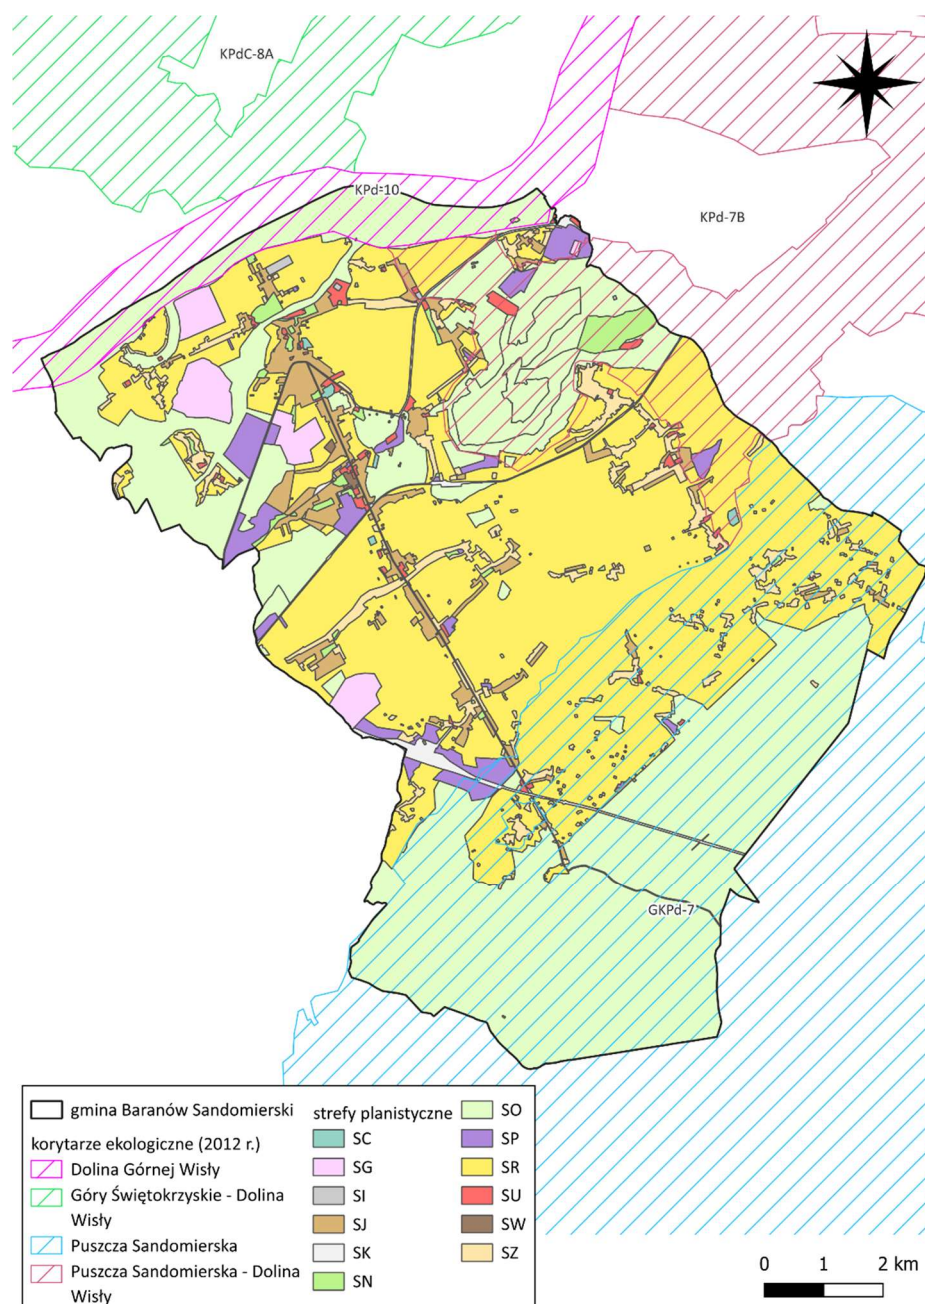 KPdC-8A
KPd-10
KPd-7B
GKPd-7
gmina Baranów Sandomierski
korytarze ekologiczne (2012 r.)
Dolina Górnej Wisły
Góry Świętokrzyskie - Dolina
Wisły
Puszcza Sandomierska
Puszcza Sandomierska - Dolina
Wisły
strefy planistyczne
SC
SG
SI
SJ
SK
SN
SO
SP
SR
SU
SW
SZ
0 1 2 km